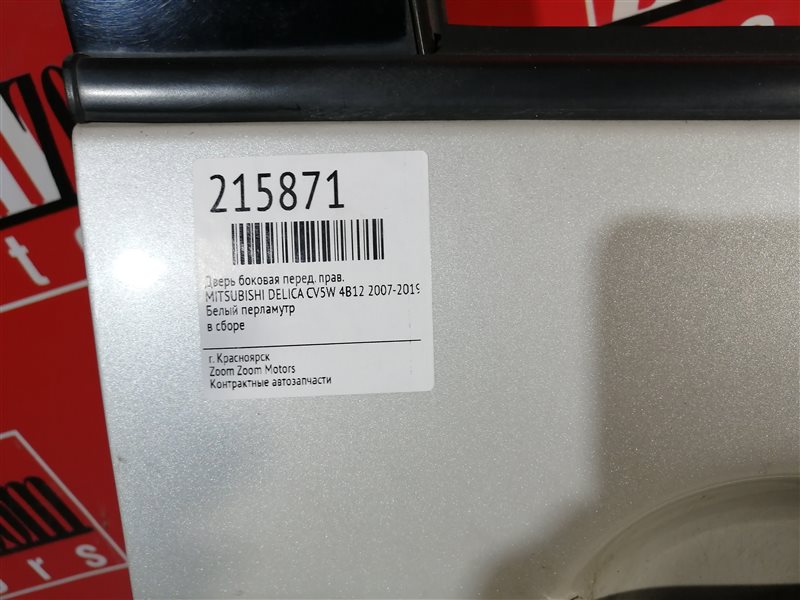 215871
Дверь боковая перед. прав.
MITSUBISHI DELICA CV5W 4B12 2007-2019
Белый перламутр
в сборе
г. Красноярск
Zoom Zoom Motors
Контрактные автозапчасти